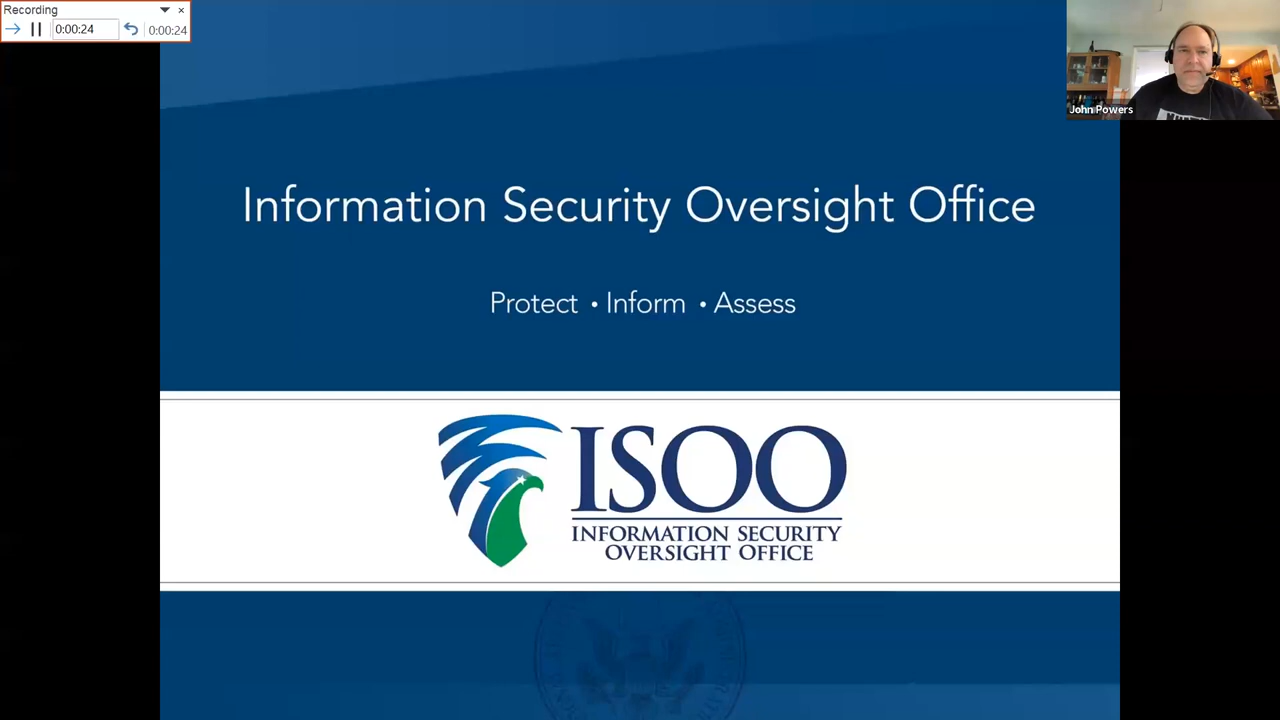 Recording
0:00:24
0:00:24
John Powers
Information Security Oversight Office
Protect • Inform • Assess
ISOO
INFORMATION SECURITY
OVERSIGHT OFFICE